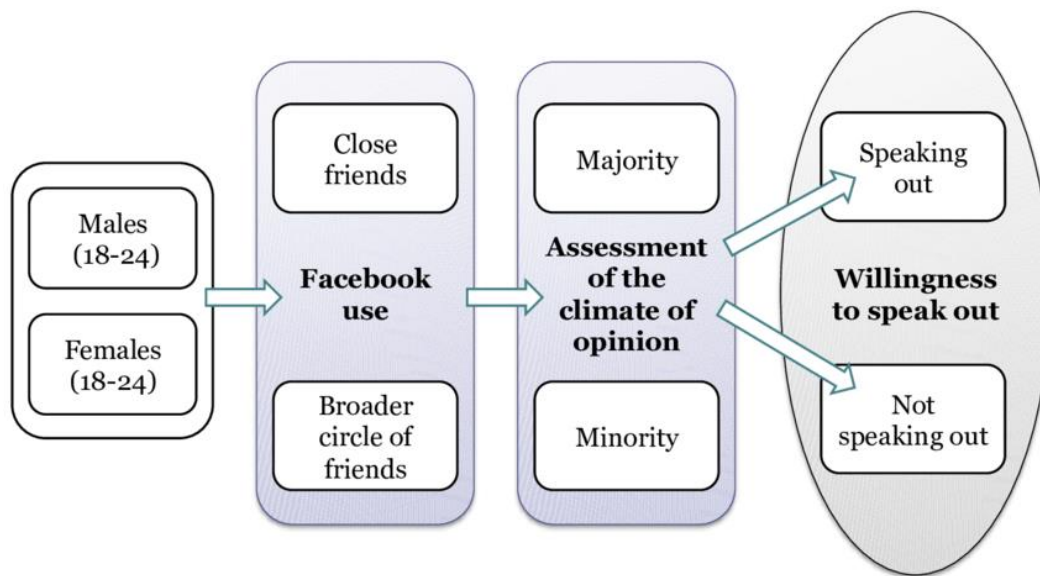 Males
(18-24)
Females
(18-24)
Close
friends
Facebook
use
Broader
circle of
friends
Majority
Assessment
of the
climate of
opinion
Minority
Speaking
out
Willingness
to speak out
Not
speaking out